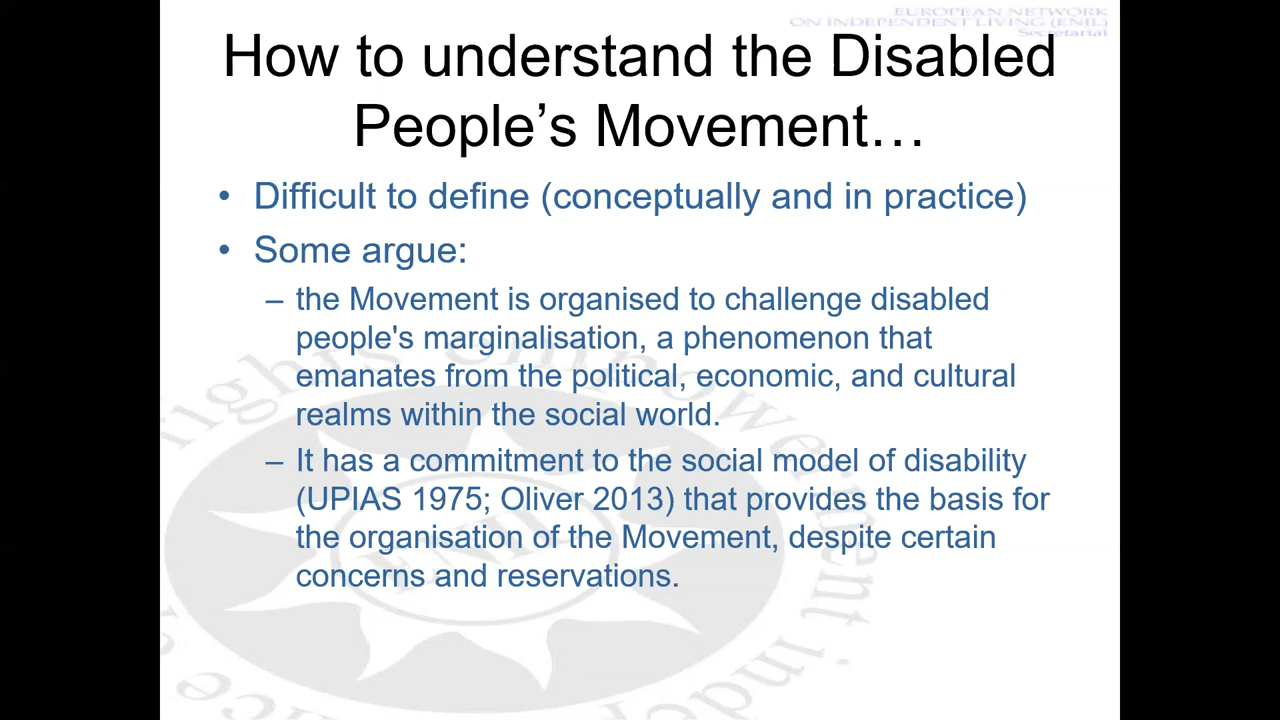 EUROPEAN NETWORK
ON INDEPENDENT LIVING (ENIL)
Secretariat
How to understand the Disabled
People’s Movement…
• Difficult to define (conceptually and in practice)
• Some argue:
– the Movement is organised to challenge disabled
people's marginalisation, a phenomenon that
emanates from the political, economic, and cultural
realms within the social world.
– It has a commitment to the social model of disability
(UPIAS 1975; Oliver 2013) that provides the basis for
the organisation of the Movement, despite certain
concerns and reservations.
ENIL